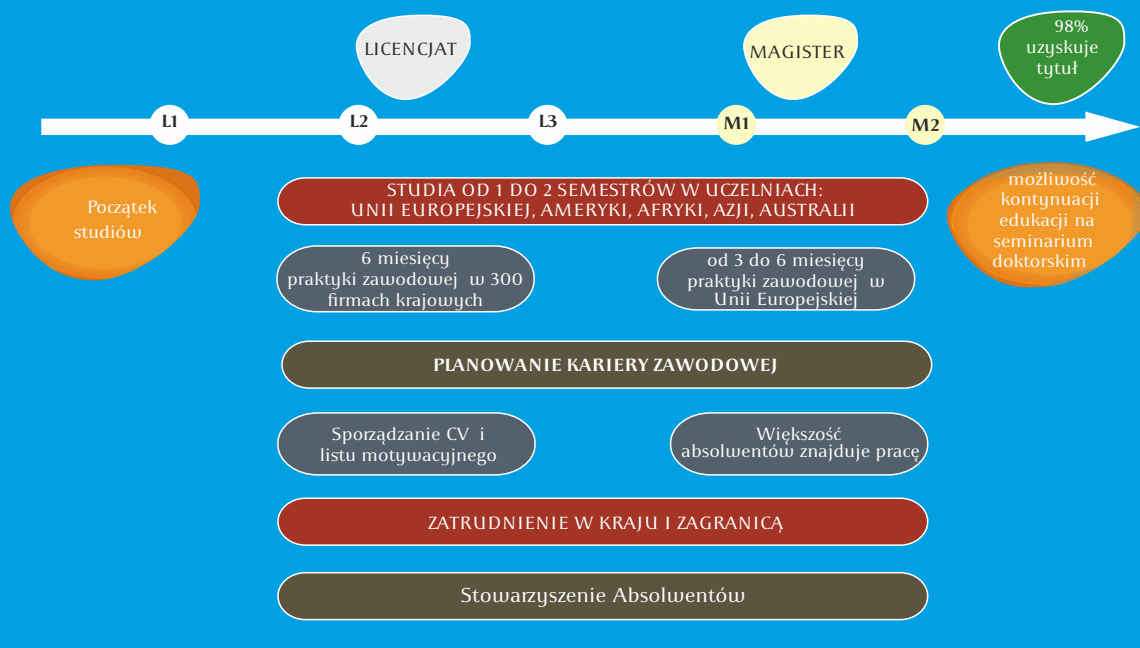 LICENCJAT
MAGISTER
98%
uzyskuje
tytuł
L1
L2
L3
M1
M2
Początek
studiów
STUDIA OD 1 DO 2 SEMESTRÓW W UCZELNIACH:
UNII EUROPEJSKIEJ, AMERYKI, AFRYKI, AZJI, AUSTRALII
możliwość
kontynuacji
edukacji na
seminarium
doktorskim
6 miesięcy
praktyki zawodowej w 300
firmach krajowych
od 3 do 6 miesięcy
praktyki zawodowej w
Unii Europejskiej
PLANOWANIE KARIERY ZAWODOWEJ
Sporządzanie CV i
listu motywacyjnego
Większość
absolwentów znajduje pracę
ZATRUDNIENIE W KRAJU I ZAGRANICĄ
Stowarzyszenie Absolwentów